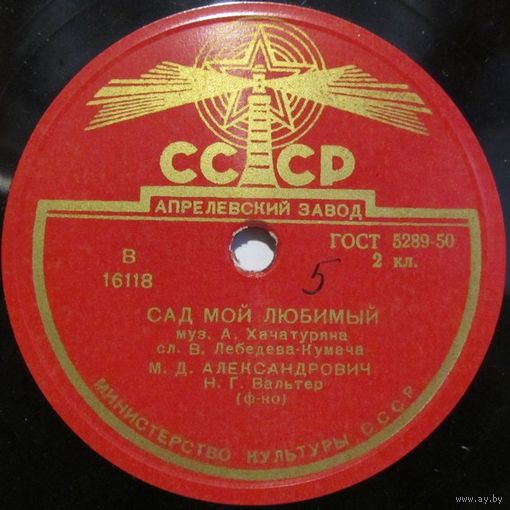 СССР
АПРЕЛЕВСКИЙ ЗАВОД
В
16118
ГОСТ 5289-50
2 кл.
5
САД МОЙ ЛЮБИМЫЙ
муз. А. Хачатуряна
сл. В. Лебедева-Кумача
М. Д. АЛЕКСАНДРОВИЧ
Н. Г. Вальтер
(ф-но)
МИНИСТЕРСТВО КУЛЬТУРЫ СССР
www.ay.by